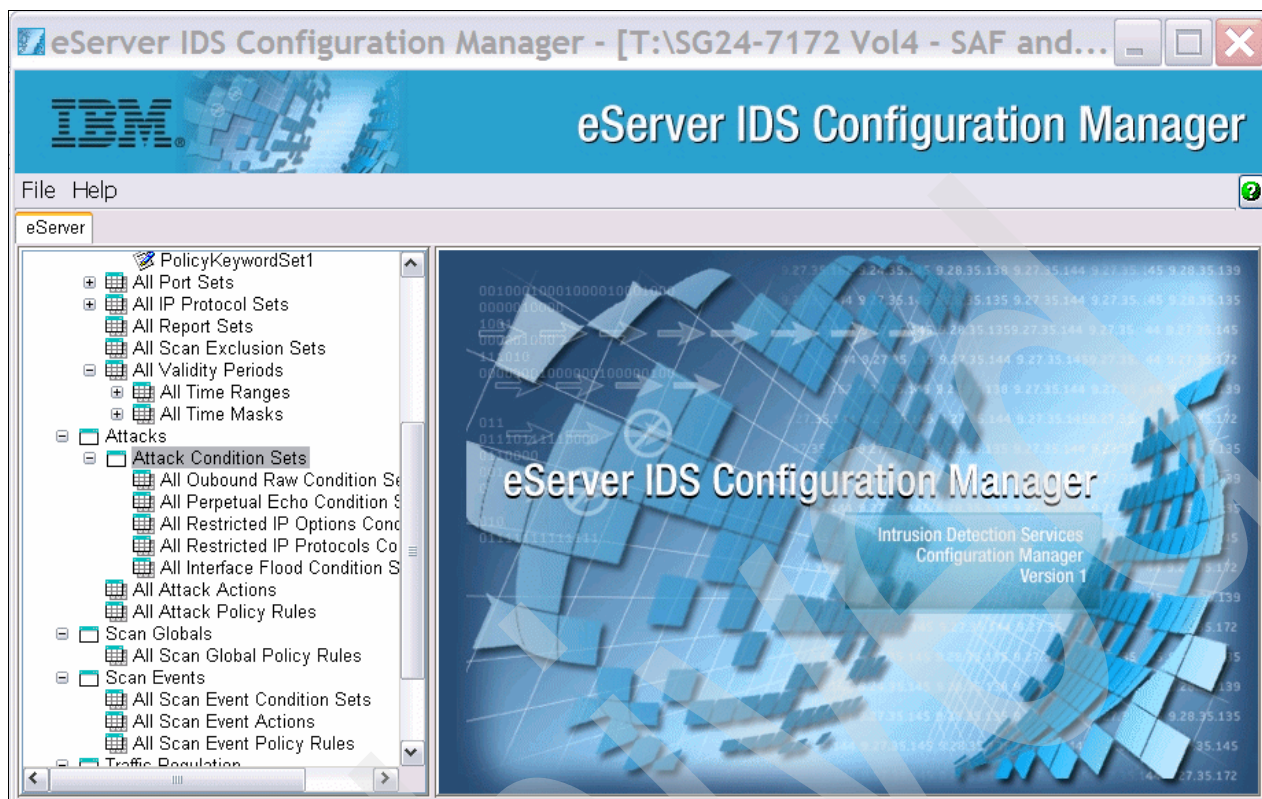 eServer IDS Configuration Manager - [T:\SG24-7172 Vol4 - SAF and...
IBM®
eServer IDS Configuration Manager
File Help
eServer
PolicyKeywordSet1
All Port Sets
All IP Protocol Sets
All Report Sets
All Scan Exclusion Sets
All Validity Periods
All Time Ranges
All Time Masks
Attacks
Attack Condition Sets
All Oubound Raw Condition Se
All Perpetual Echo Condition S
All Restricted IP Options Cond
All Restricted IP Protocols Co
All Interface Flood Condition S
All Attack Actions
All Attack Policy Rules
Scan Globals
All Scan Global Policy Rules
Scan Events
All Scan Event Condition Sets
All Scan Event Actions
All Scan Event Policy Rules
Traffic Regulation
eServer IDS Configuration Manager
Intrusion Detection Services
Configuration Manager
Version 1